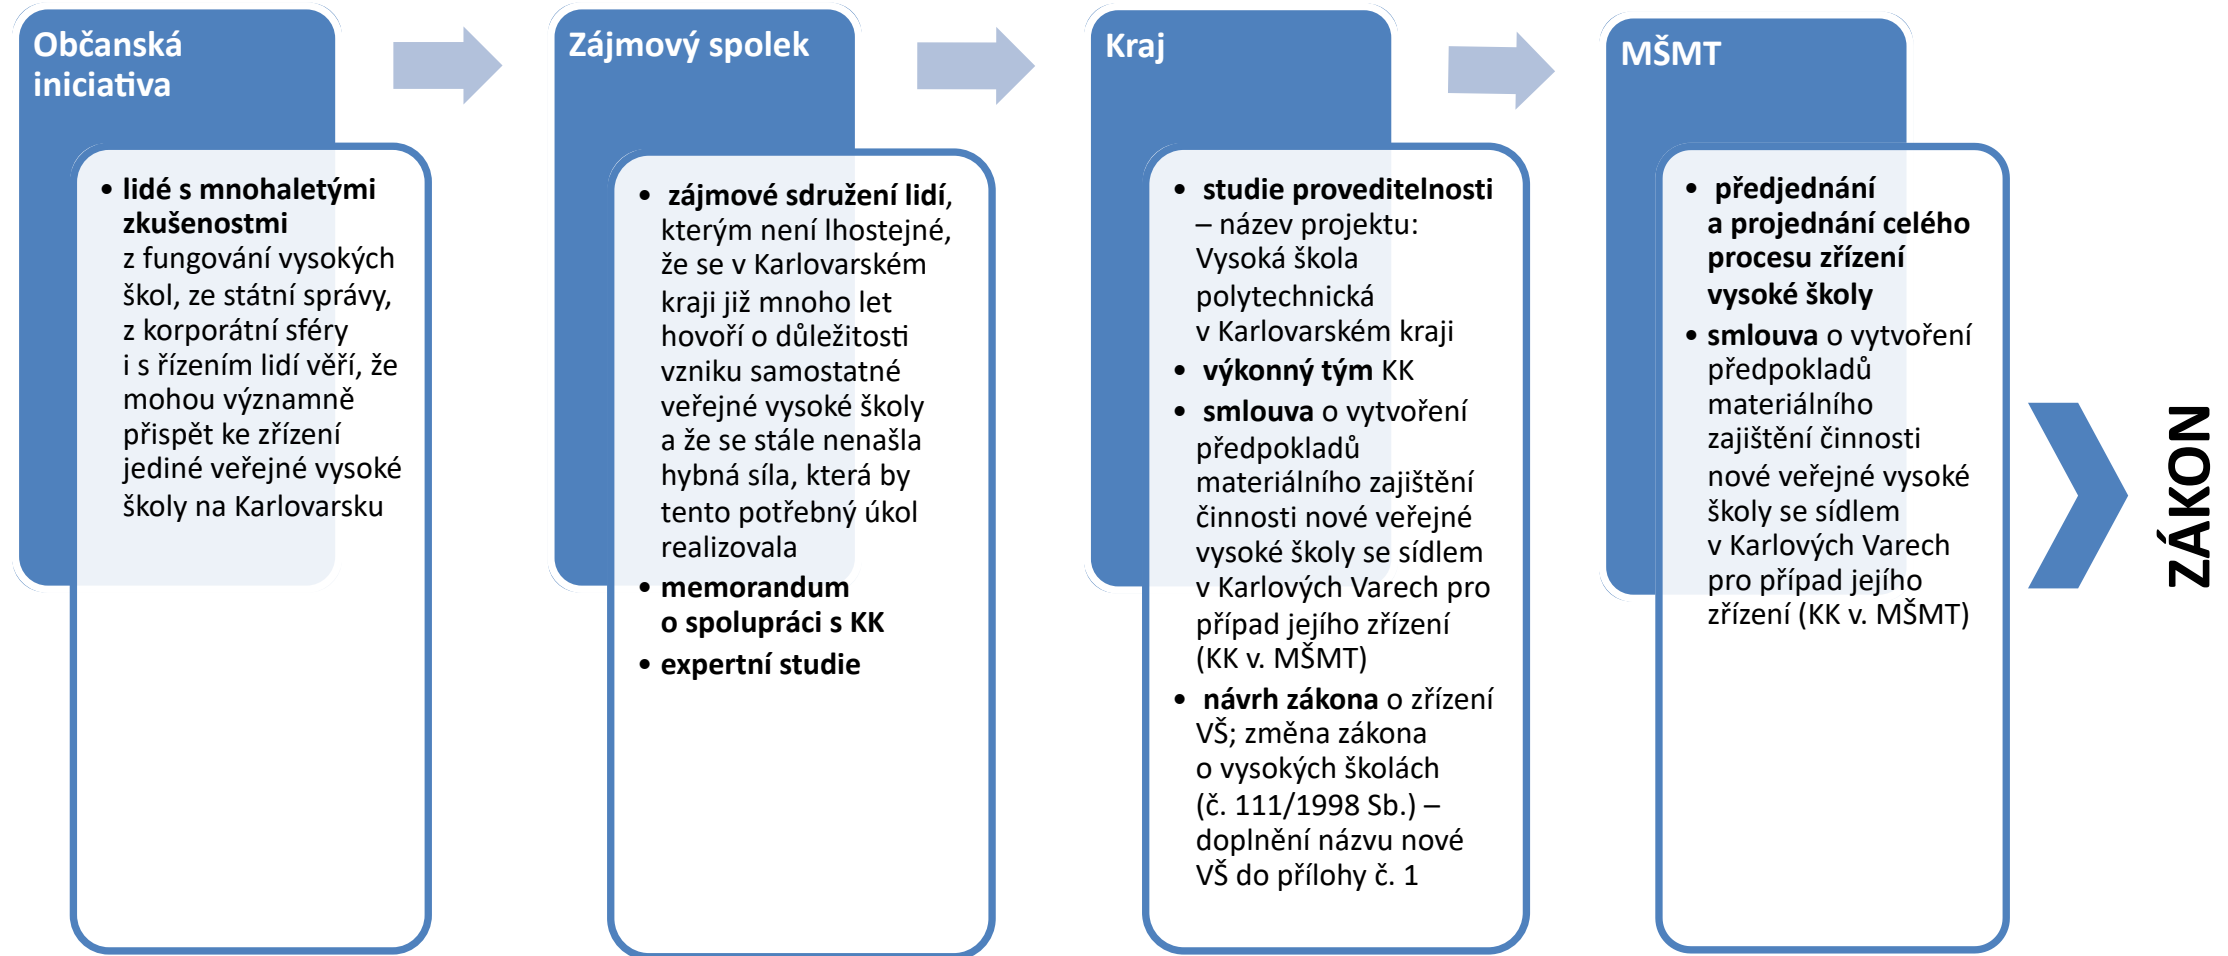 Občanská
iniciativa
• lidé s mnohaletými
zkušenostmi
z fungování vysokých
škol, ze státní správy,
z korporátní sféry
i s řízením lidí věří, že
mohou významně
přispět ke zřízení
jediné veřejné vysoké
školy na Karlovarsku
Zájmový spolek
• zájmové sdružení lidí,
kterým není lhostejné,
že se v Karlovarském
kraji již mnoho let
hovoří o důležitosti
vzniku samostatné
veřejné vysoké školy
a že se stále nenašla
hybná síla, která by
tento potřebný úkol
realizovala
• memorandum
o spolupráci s KK
• expertní studie
Kraj
• studie proveditelnosti
– název projektu:
Vysoká škola
polytechnická
v Karlovarském kraji
• výkonný tým KK
• smlouva o vytvoření
předpokladů
materiálního zajištění
činnosti nové veřejné
vysoké školy se sídlem
v Karlových Varech pro
případ jejího zřízení
(KK v. MŠMT)
• návrh zákona o zřízení
VŠ; změna zákona
o vysokých školách
(č. 111/1998 Sb.) –
doplnění názvu nové
VŠ do přílohy č. 1
MŠMT
• předjednání
a projednání celého
procesu zřízení
vysoké školy
• smlouva o vytvoření
předpokladů
materiálního
zajištění činnosti
nové veřejné vysoké
školy se sídlem
v Karlových Varech
pro případ jejího
zřízení (KK v. MŠMT)
ZÁKON